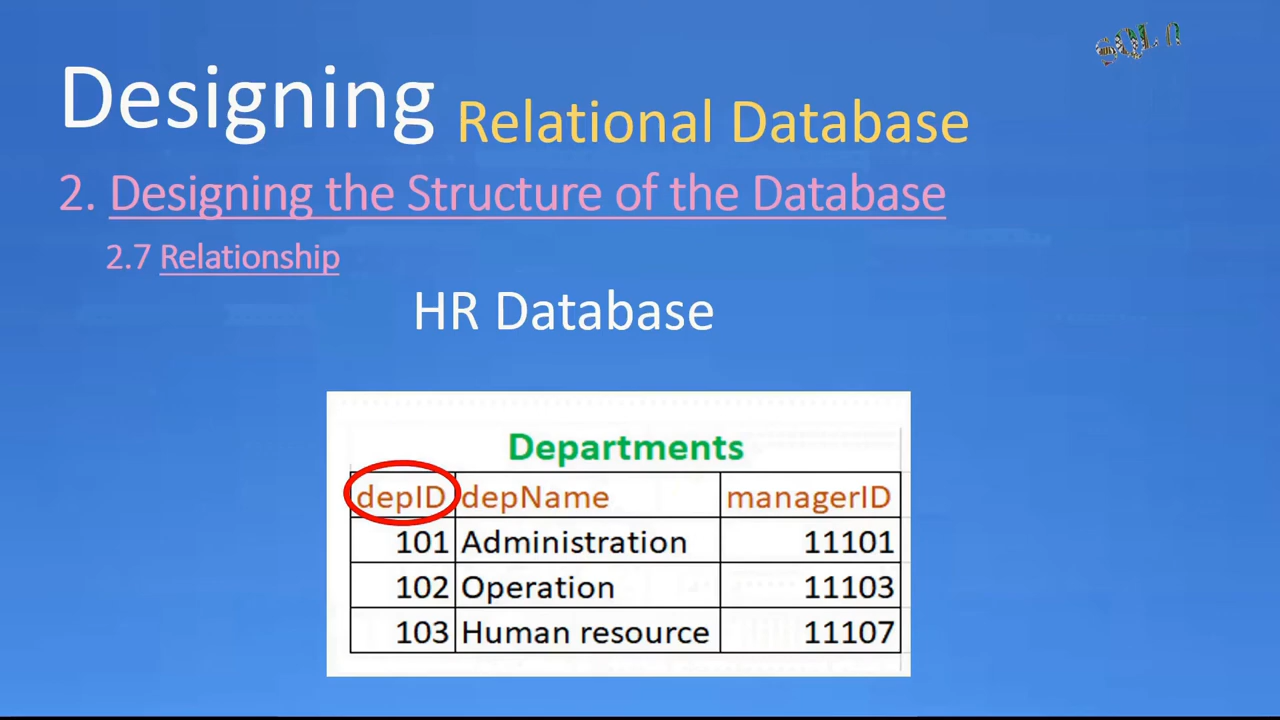 Designing Relational Database
2. Designing the Structure of the Database
2.7 Relationship
HR Database
Departments
depID depName managerID
101 Administration 11101
102 Operation 11103
103 Human resource 11107